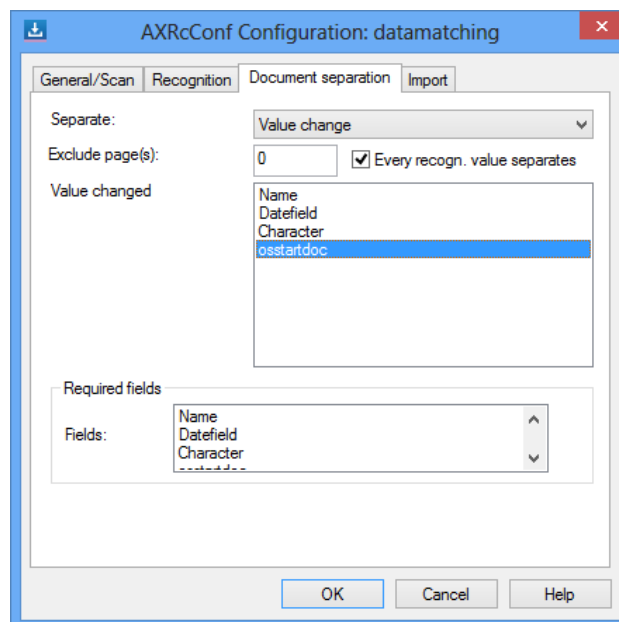 AXRcConf Configuration: datamatching
General/Scan Recognition Document separation Import
Separate: Value change
Exclude page(s): 0 Every recogn. value separates
Value changed
Name
Datefield
Character
osstartdoc
Required fields
Fields:
Name
Datefield
Character
OK Cancel Help